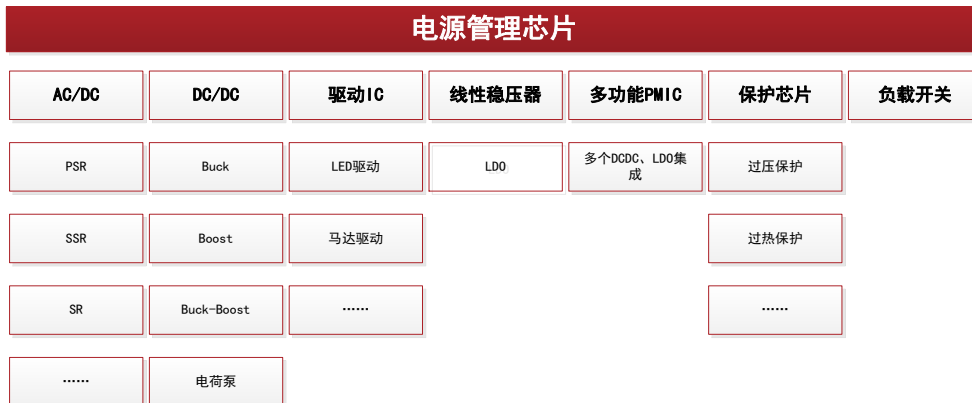 电源管理芯片
AC/DC
DC/DC
驱动IC
线性稳压器
多功能PMIC
保护芯片
负载开关
PSR
Buck
LED驱动
LDO
多个DCDC、LDO集
成
过压保护
SSR
Boost
马达驱动
过热保护
SR
Buck-Boost
……
……
……
电荷泵